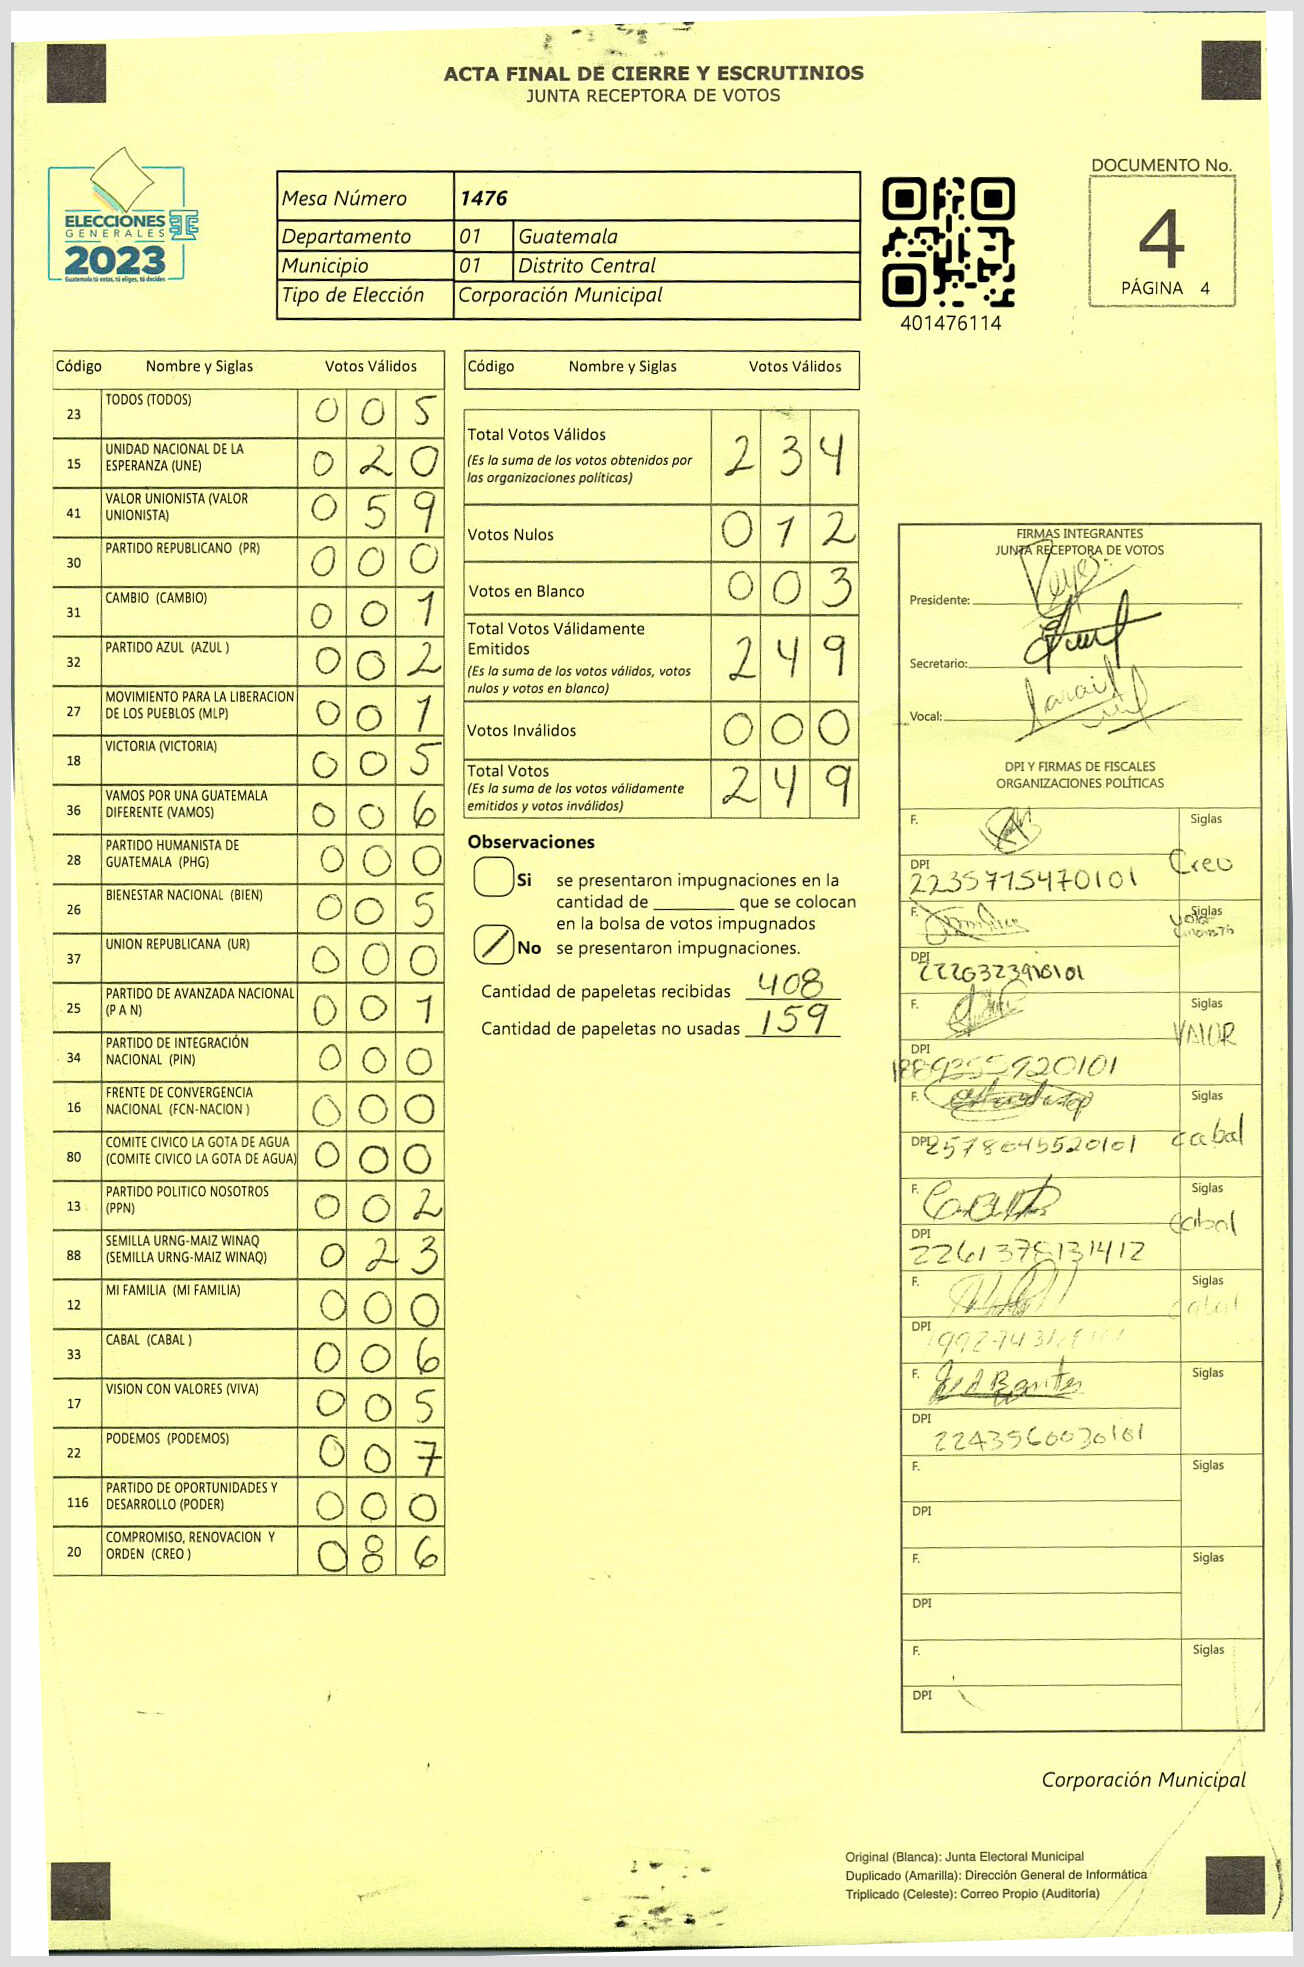 ACTA FINAL DE CIERRE Y ESCRUTINIOS
JUNTA RECEPTORA DE VOTOS
ELECCIONES
GENERALES
2023
Guatemala tú votas, tú eliges, tú decides
Mesa Número 1476
Departamento 01 Guatemala
Municipio 01 Distrito Central
Tipo de Elección Corporación Municipal
401476114
DOCUMENTO No.
4
PÁGINA 4
Código Nombre y Siglas Votos Válidos
23 TODOS (TODOS) 0 0 5
15 UNIDAD NACIONAL DE LA
ESPERANZA (UNE) 0 2 0
41 VALOR UNIONISTA (VALOR
UNIONISTA) 0 5 9
30 PARTIDO REPUBLICANO (PR) 0 0 0
31 CAMBIO (CAMBIO) 0 0 1
32 PARTIDO AZUL (AZUL ) 0 0 2
27 MOVIMIENTO PARA LA LIBERACION
DE LOS PUEBLOS (MLP) 0 0 1
18 VICTORIA (VICTORIA) 0 0 5
36 VAMOS POR UNA GUATEMALA
DIFERENTE (VAMOS) 0 0 6
28 PARTIDO HUMANISTA DE
GUATEMALA (PHG) 0 0 0
26 BIENESTAR NACIONAL (BIEN) 0 0 5
37 UNION REPUBLICANA (UR) 0 0 0
25 PARTIDO DE AVANZADA NACIONAL
(P A N) 0 0 1
34 PARTIDO DE INTEGRACIÓN
NACIONAL (PIN) 0 0 0
16 FRENTE DE CONVERGENCIA
NACIONAL (FCN-NACION ) 0 0 0
80 COMITE CIVICO LA GOTA DE AGUA
(COMITE CIVICO LA GOTA DE AGUA) 0 0 0
13 PARTIDO POLITICO NOSOTROS
(PPN) 0 0 2
88 SEMILLA URNG-MAIZ WINAQ
(SEMILLA URNG-MAIZ WINAQ) 0 2 3
12 MI FAMILIA (MI FAMILIA) 0 0 0
33 CABAL (CABAL ) 0 0 6
17 VISION CON VALORES (VIVA) 0 0 5
22 PODEMOS (PODEMOS) 0 0 7
116 PARTIDO DE OPORTUNIDADES Y
DESARROLLO (PODER) 0 0 0
20 COMPROMISO, RENOVACION Y
ORDEN (CREO ) 0 8 6
Código Nombre y Siglas Votos Válidos
Total Votos Válidos 2 3 4
(Es la suma de los votos obtenidos por
las organizaciones políticas)
Votos Nulos 0 1 2
Votos en Blanco 0 0 3
Total Votos Válidamente
Emitidos 2 4 9
(Es la suma de los votos válidos, votos
nulos y votos en blanco)
Votos Inválidos 0 0 0
Total Votos 2 4 9
(Es la suma de los votos válidamente
emitidos y votos inválidos)
Observaciones
Si se presentaron impugnaciones en la
cantidad de ________ que se colocan
en la bolsa de votos impugnados
No se presentaron impugnaciones.
Cantidad de papeletas recibidas 408
Cantidad de papeletas no usadas 159
FIRMAS INTEGRANTES
JUNTA RECEPTORA DE VOTOS
Presidente:
Secretario:
Vocal:
DPI Y FIRMAS DE FISCALES
ORGANIZACIONES POLÍTICAS
F. Siglas
Creo
DPI
2235715470101
F. Siglas
DPI
F. Siglas
VALOR
DPI
F. Siglas
cabal
DPI 2578645520101
F. Siglas
cabal
DPI
2261378131412
F. Siglas
cabal
DPI
F. Siglas
DPI
2243560030101
F. Siglas
DPI
F. Siglas
DPI
F. Siglas
DPI
Corporación Municipal
Original (Blanca): Junta Electoral Municipal
Duplicado (Amarilla): Dirección General de Informática
Triplicado (Celeste): Correo Propio (Auditoría)